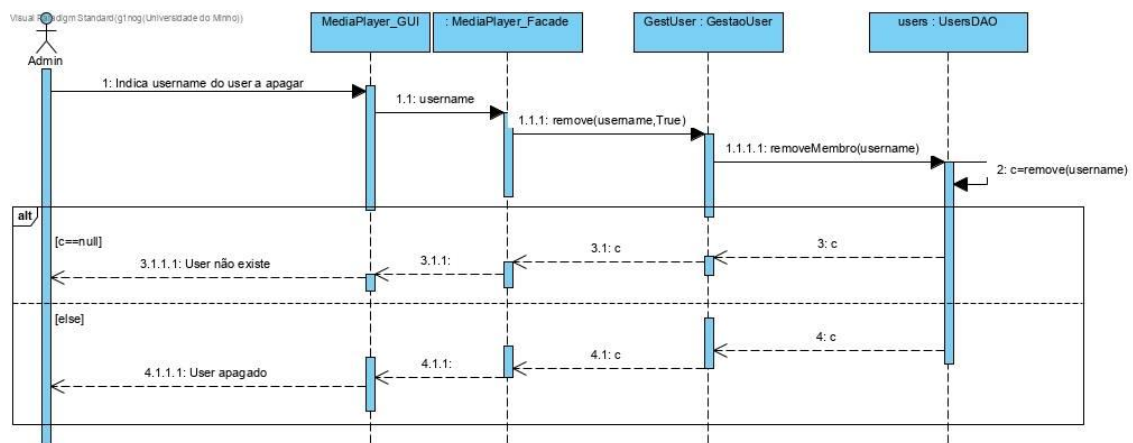 Visual Paradigm Standard(g1nog(Universidade do Minho))
MediaPlayer_GUI
: MediaPlayer_Facade
GestUser : GestaoUser
users : UsersDAO
Admin
1: Indica username do user a apagar
1.1: username
1.1.1: remove(username,True)
1.1.1.1: removeMembro(username)
2: c=remove(username)
alt
[c==null]
3: c
3.1: c
3.1.1:
3.1.1.1: User não existe
[else]
4: c
4.1: c
4.1.1:
4.1.1.1: User apagado